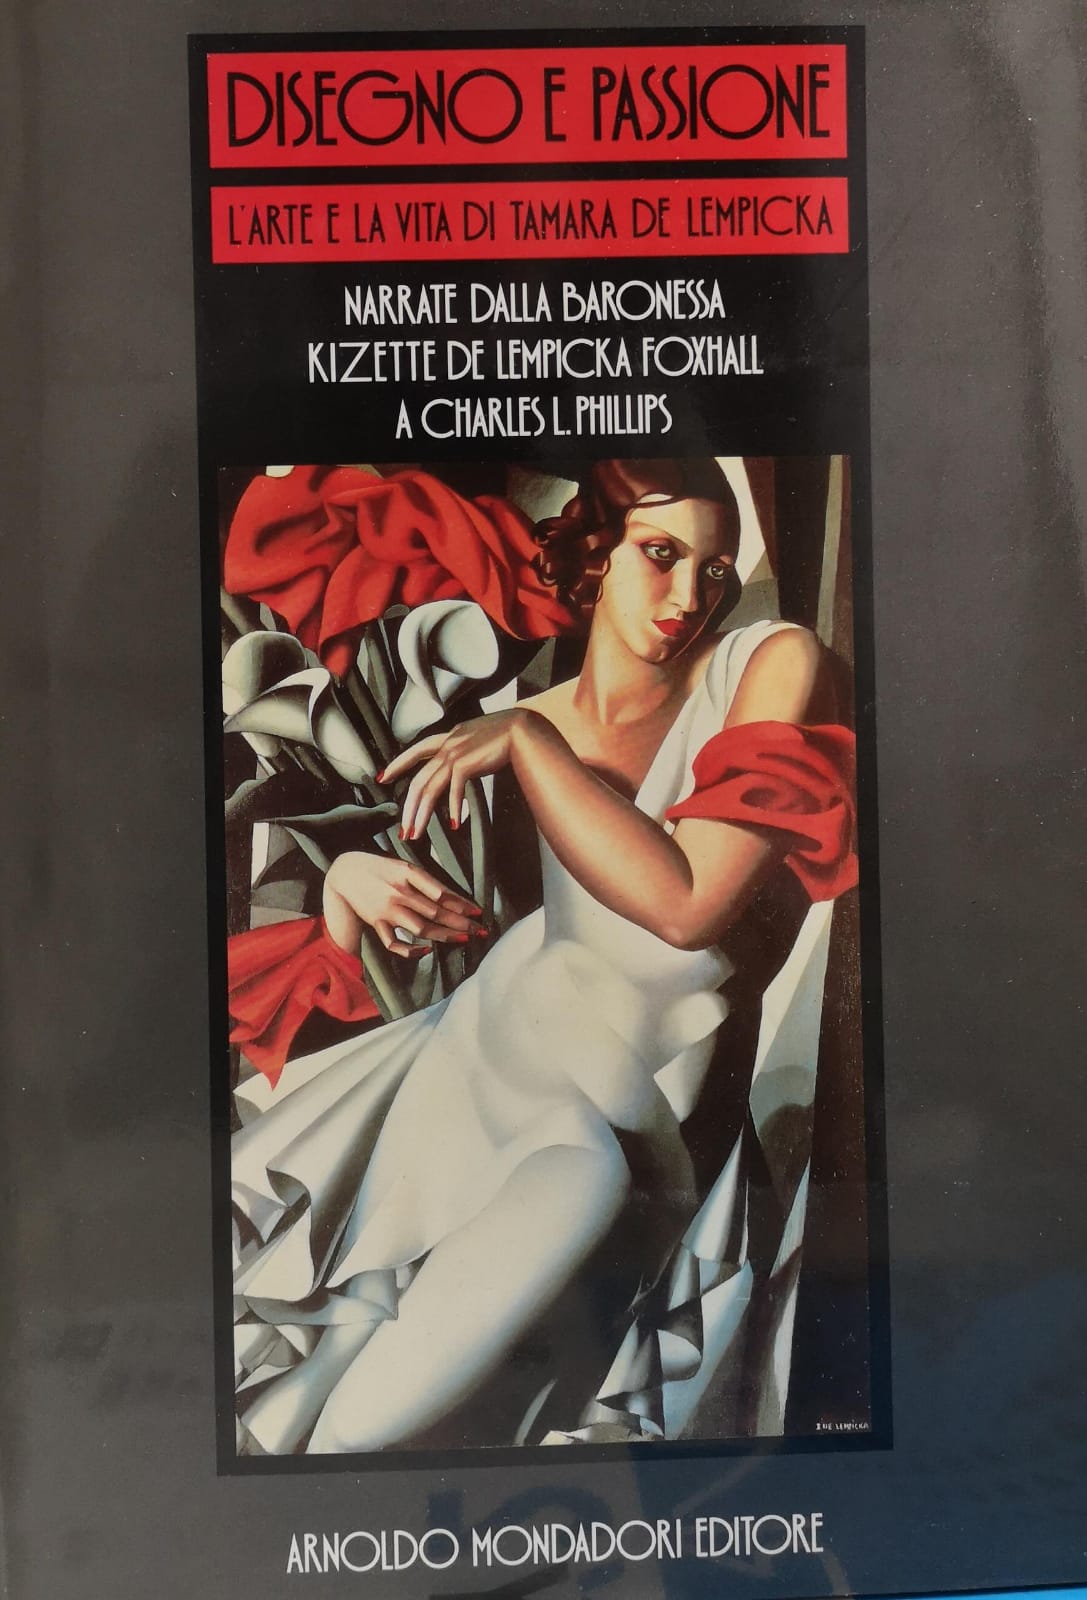 DISEGNO E PASSIONE
L'ARTE E LA VITA DI TAMARA DE LEMPICKA
NARRATE DALLA BARONESSA
KIZETTE DE LEMPICKA FOXHALL
A CHARLES L. PHILLIPS
DE LEMPICKA
ARNOLDO MONDADORI EDITORE